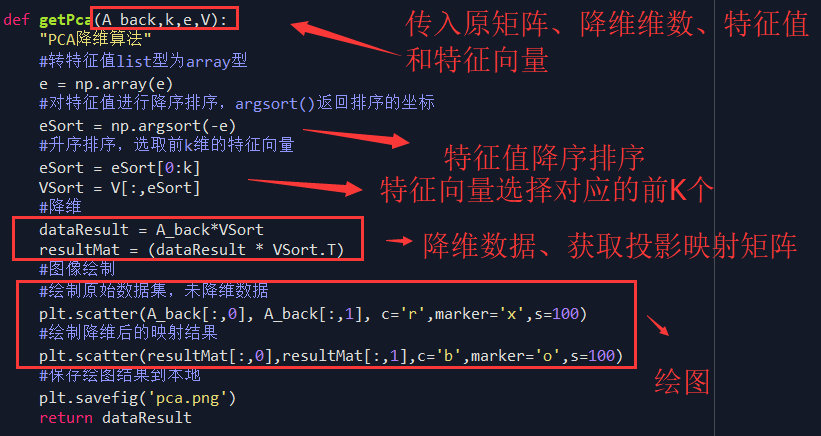 def getPca(A_back,k,e,V):
传入原矩阵、降维维数、特征值
和特征向量
"PCA降维算法"
#转特征值list型为array型
e = np.array(e)
#对特征值进行降序排序，argsort()返回排序的坐标
eSort = np.argsort(-e)
#升序排序，选取前k维的特征向量
特征值降序排序
eSort = eSort[0:k]
VSort = V[:,eSort]
特征向量选择对应的前K个
#降维
dataResult = A_back*VSort
resultMat = (dataResult * VSort.T)
降维数据、获取投影映射矩阵
#图像绘制
#绘制原始数据集，未降维数据
plt.scatter(A_back[:,0], A_back[:,1], c='r',marker='x',s=100)
#绘制降维后的映射结果
plt.scatter(resultMat[:,0],resultMat[:,1],c='b',marker='o',s=100)
绘图
#保存绘图结果到本地
plt.savefig('pca.png')
return dataResult